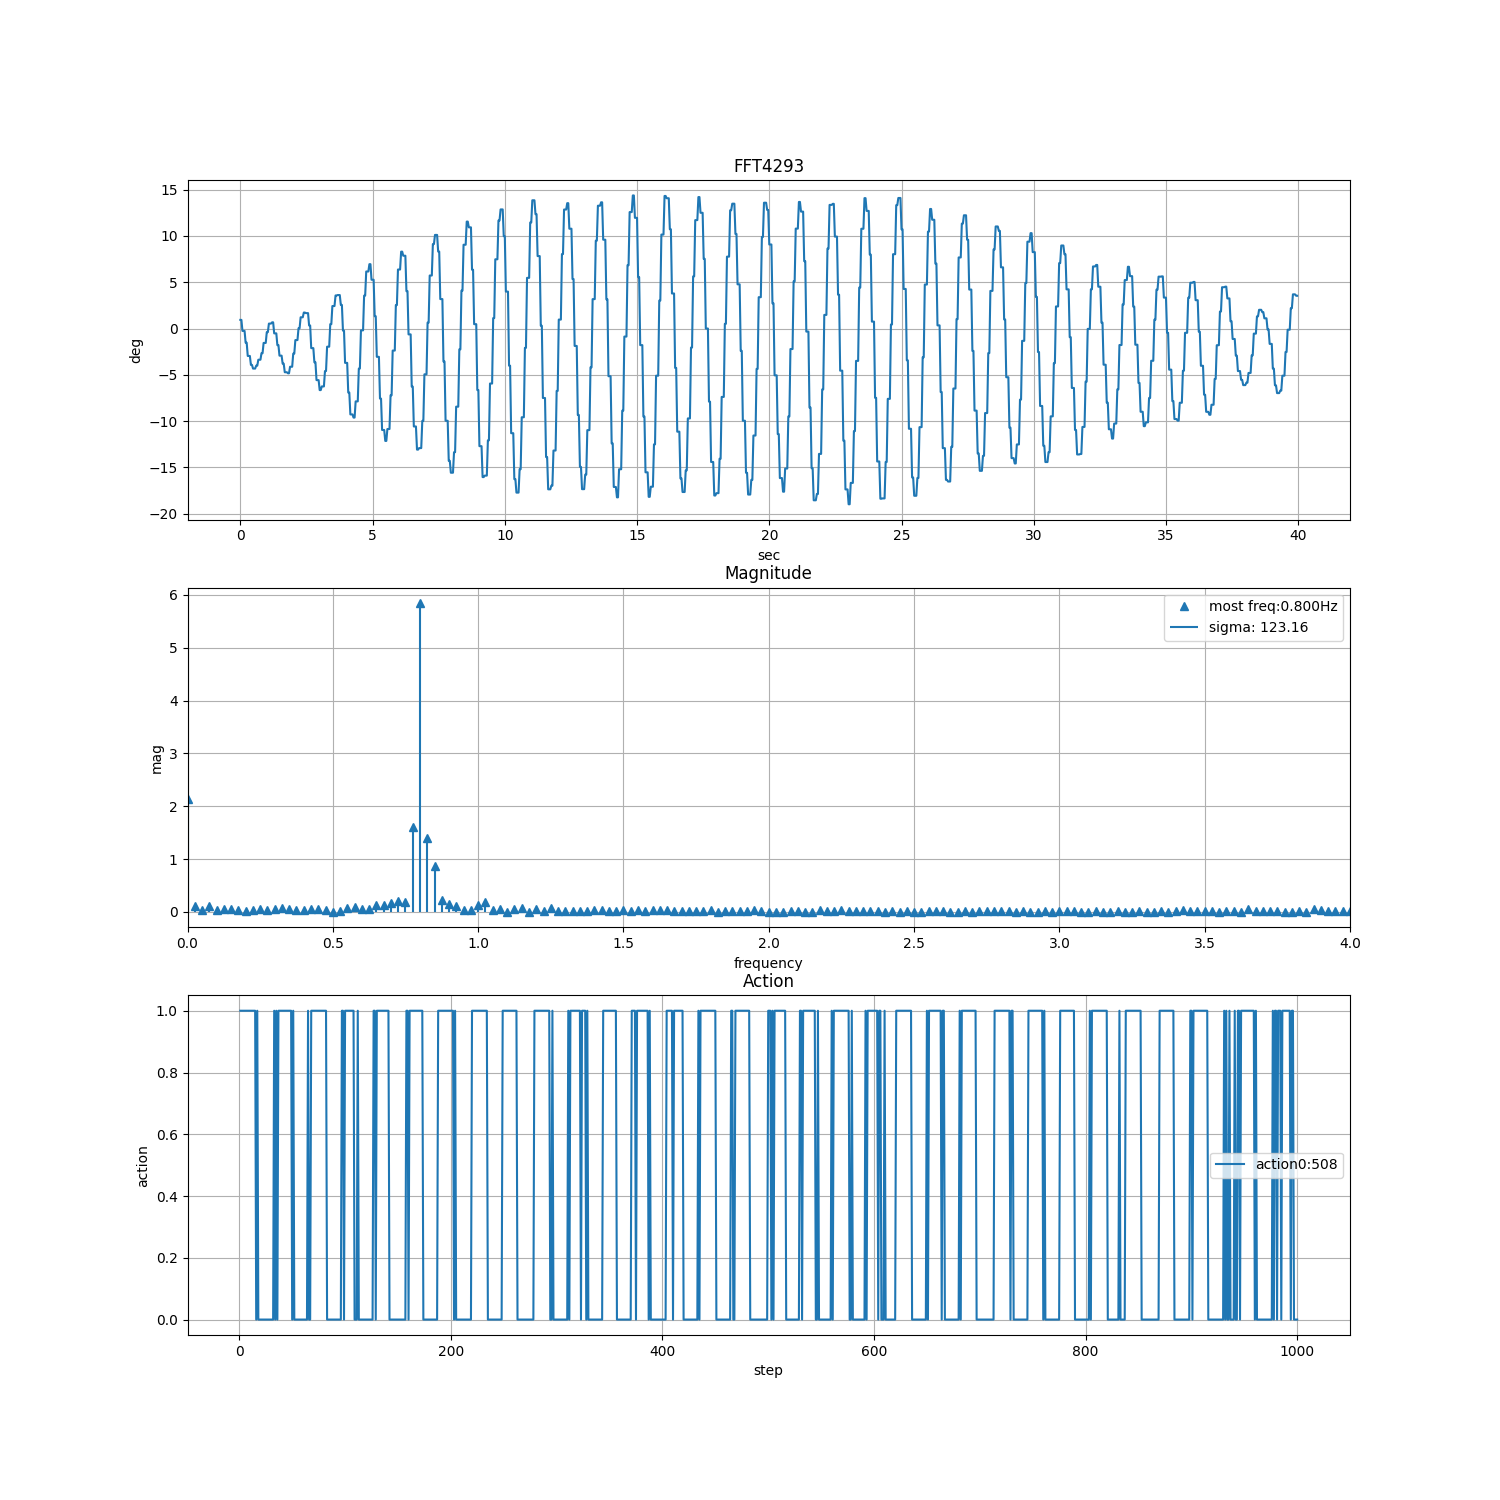 FFT4293
15
10
5
0
−5
−10
−15
−20
deg
0 5 10 15 20 25 30 35 40
sec
Magnitude
6
5
4
3
2
1
0
mag
most freq:0.800Hz
sigma: 123.16
0.0 0.5 1.0 1.5 2.0 2.5 3.0 3.5 4.0
frequency
Action
1.0
0.8
0.6
0.4
0.2
0.0
action
action0:508
0 200 400 600 800 1000
step